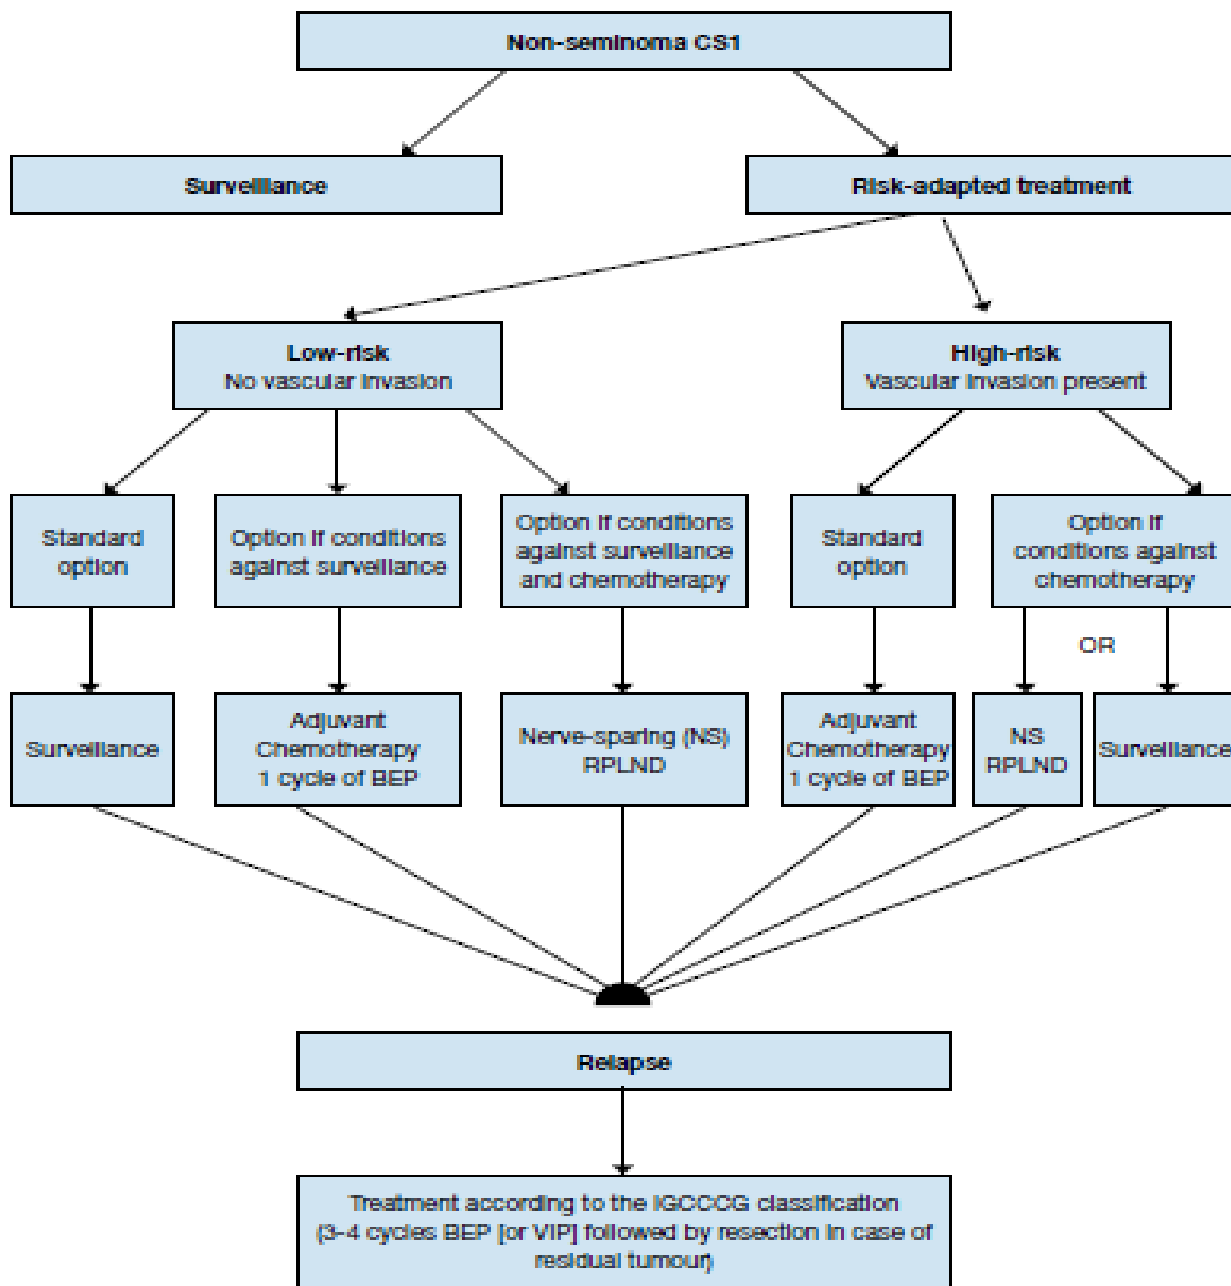 Non-seminoma CS1
Surveillance
Risk-adapted treatment
Low-risk
No vascular invasion
High-risk
Vascular invasion present
Standard
option
Option if conditions
against surveillance
Option if conditions
against surveillance
and chemotherapy
Standard
option
Option if
conditions against
chemotherapy
OR
Surveillance
Adjuvant
Chemotherapy
1 cycle of BEP
Nerve-sparing (NS)
RPLND
Adjuvant
Chemotherapy
1 cycle of BEP
NS
RPLND
Surveillance
Relapse
Treatment according to the IGCCCG classification
(3-4 cycles BEP [or VIP] followed by resection in case of
residual tumour)